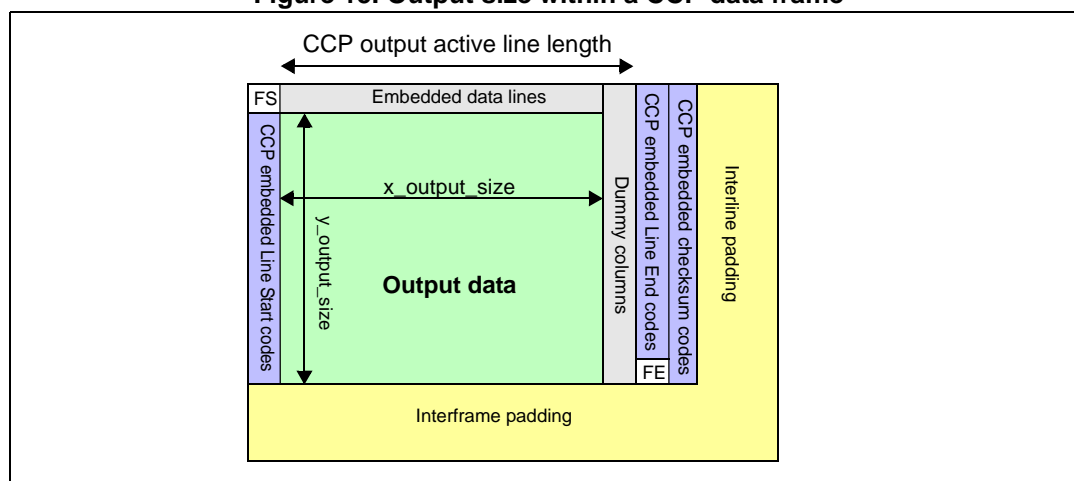 Figure 16. Output size within a CCP data frame
CCP output active line length
FS
Embedded data lines
CCP embedded Line Start codes
x_output_size
y_output_size
Output data
Dummy columns
CCP embedded Line End codes
FE
CCP embedded checksum codes
Interline padding
Interframe padding